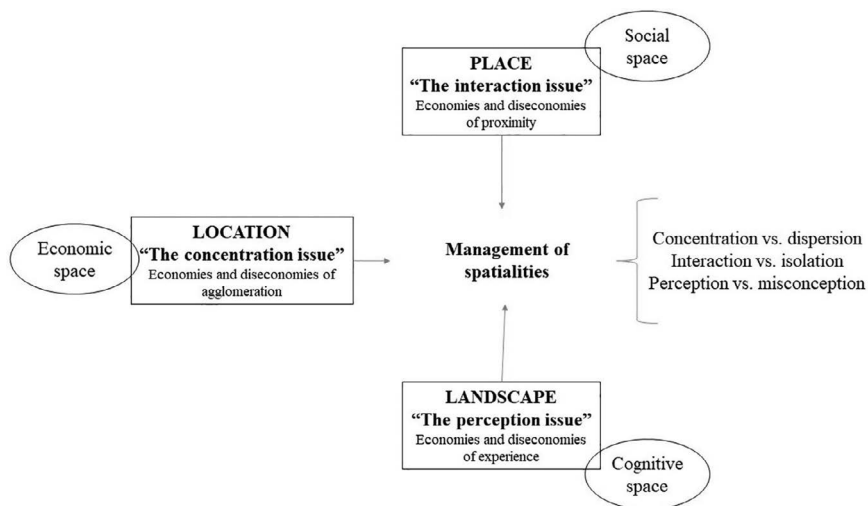 Social
space
PLACE
“The interaction issue”
Economies and diseconomies
of proximity
Economic
space
LOCATION
“The concentration issue”
Economies and diseconomies of
agglomeration
Management of
spatialities
Concentration vs. dispersion
Interaction vs. isolation
Perception vs. misconception
LANDSCAPE
“The perception issue”
Economies and diseconomies
of experience
Cognitive
space